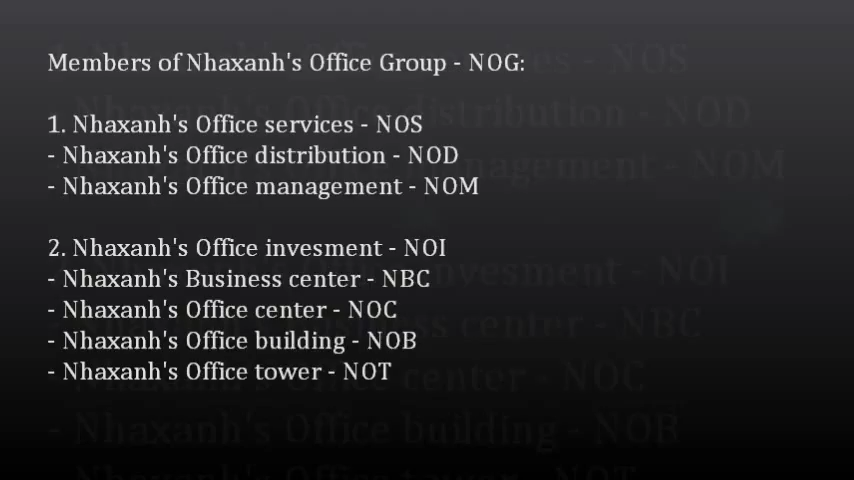 Members of Nhaxanh's Office Group - NOG:
1. Nhaxanh's Office services - NOS
- Nhaxanh's Office distribution - NOD
- Nhaxanh's Office management - NOM
2. Nhaxanh's Office invesment - NOI
- Nhaxanh's Business center - NBC
- Nhaxanh's Office center - NOC
- Nhaxanh's Office building - NOB
- Nhaxanh's Office tower - NOT